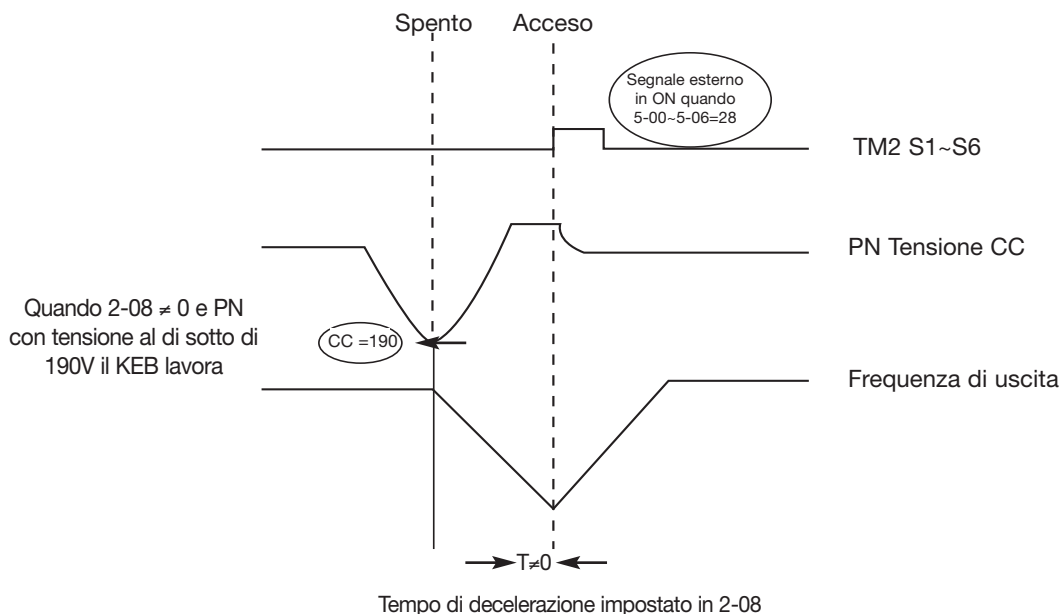 Spento Acceso
Segnale esterno
in ON quando
5-00~5-06=28
TM2 S1~S6
PN Tensione CC
Quando 2-08 ≠ 0 e PN
con tensione al di sotto di
190V il KEB lavora
CC =190
Frequenza di uscita
T≠0
Tempo di decelerazione impostato in 2-08